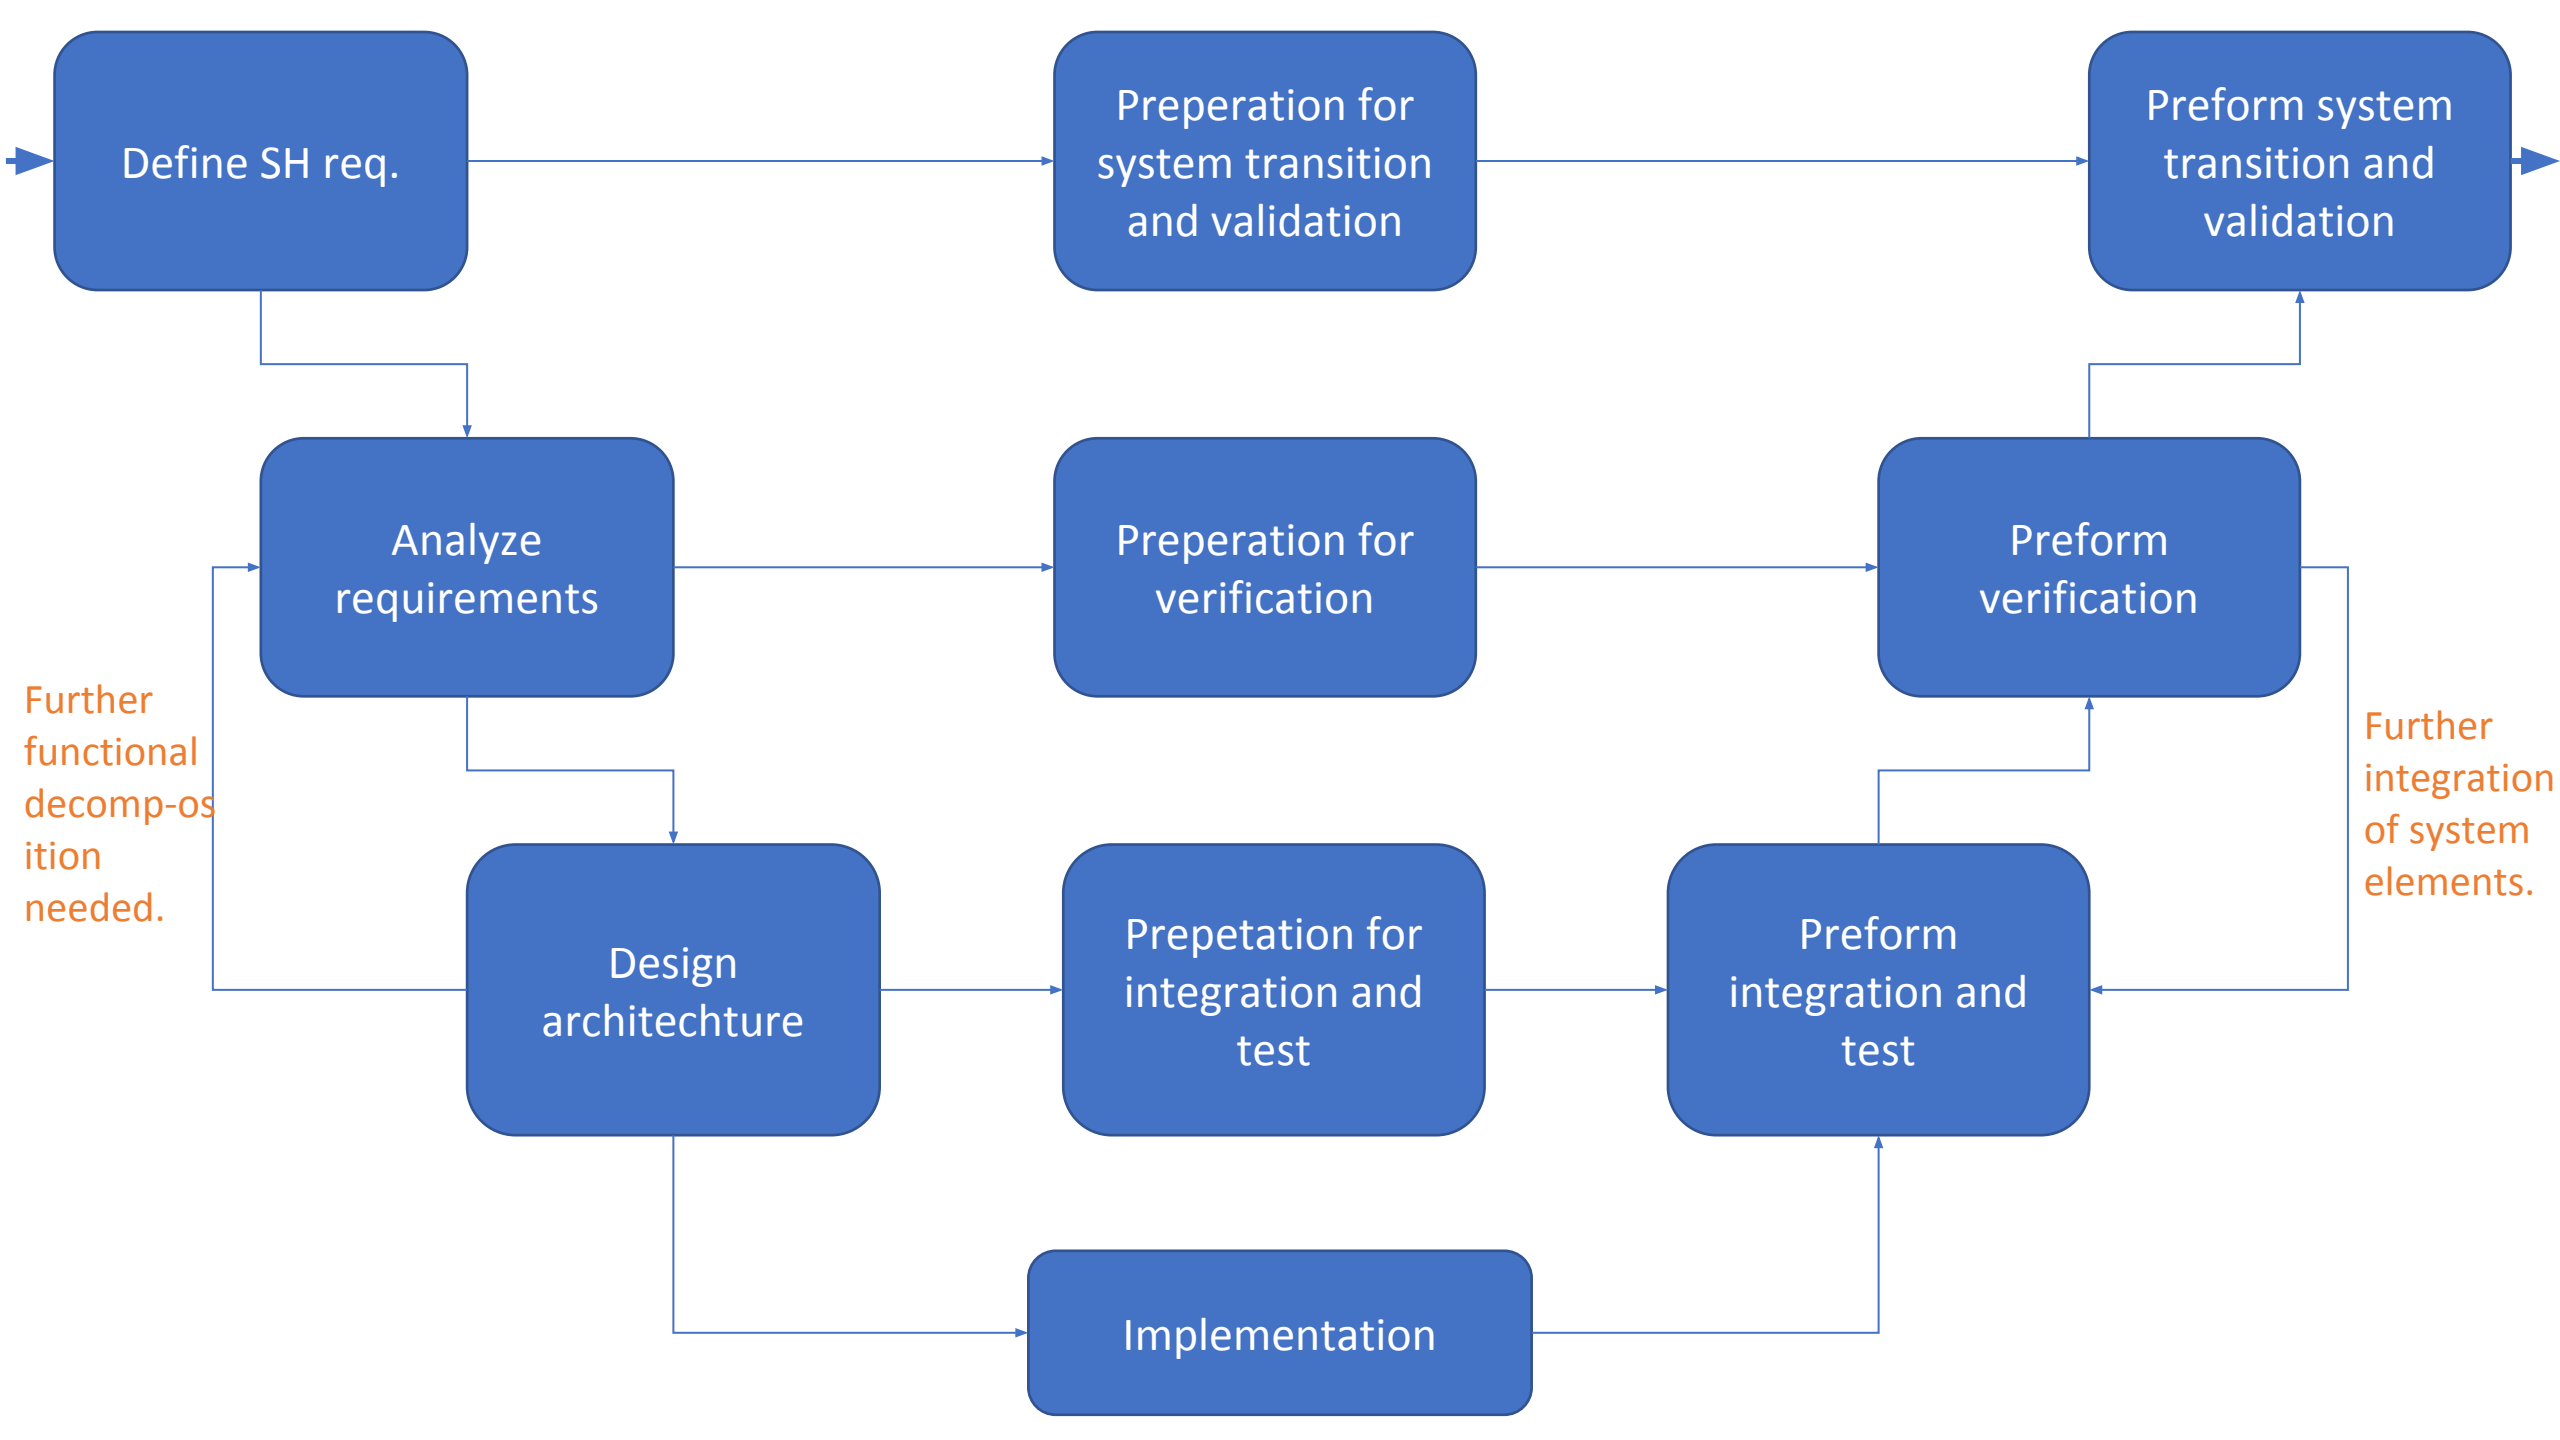 Define SH req.
Preperation for
system transition
and validation
Preform system
transition and
validation
Analyze
requirements
Preperation for
verification
Preform
verification
Further
functional
decomp-os
ition
needed.
Further
integration
of system
elements.
Design
architechture
Prepetation for
integration and
test
Preform
integration and
test
Implementation